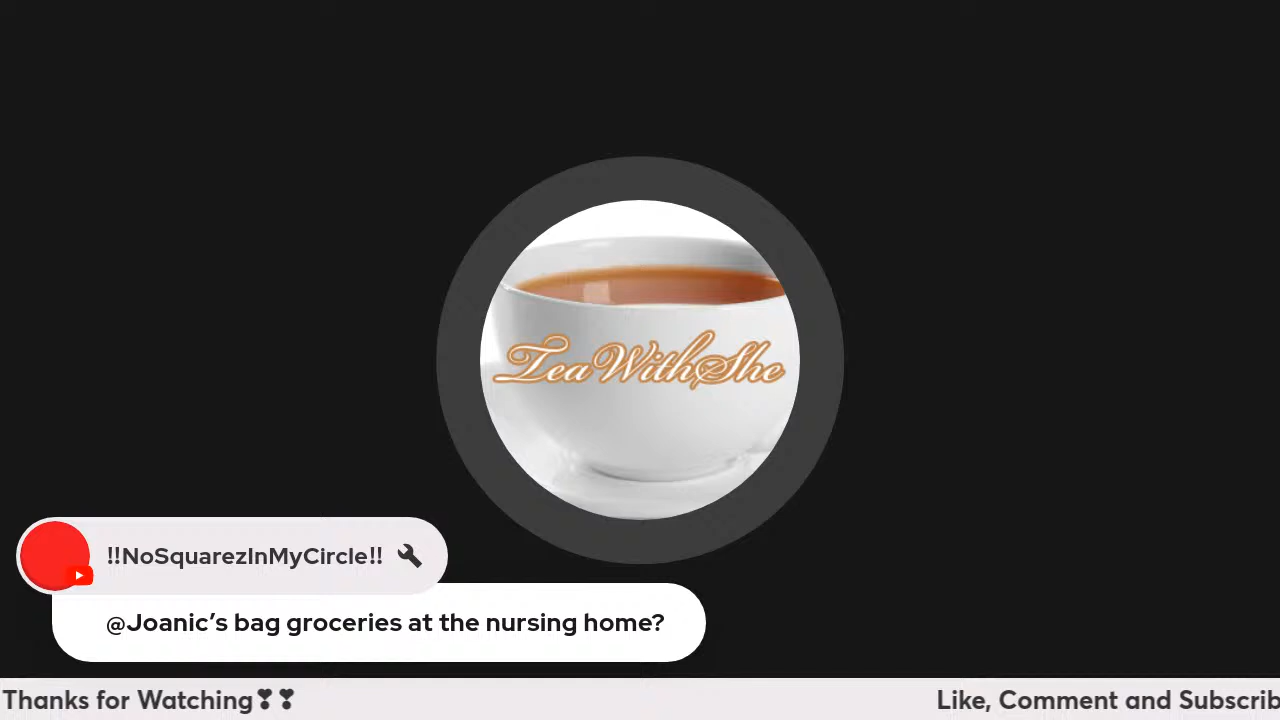 TeaWithShe
!!NoSquarezInMyCircle!!
@Joanic’s bag groceries at the nursing home?
Thanks for Watching❣❣ Like, Comment and Subscrib